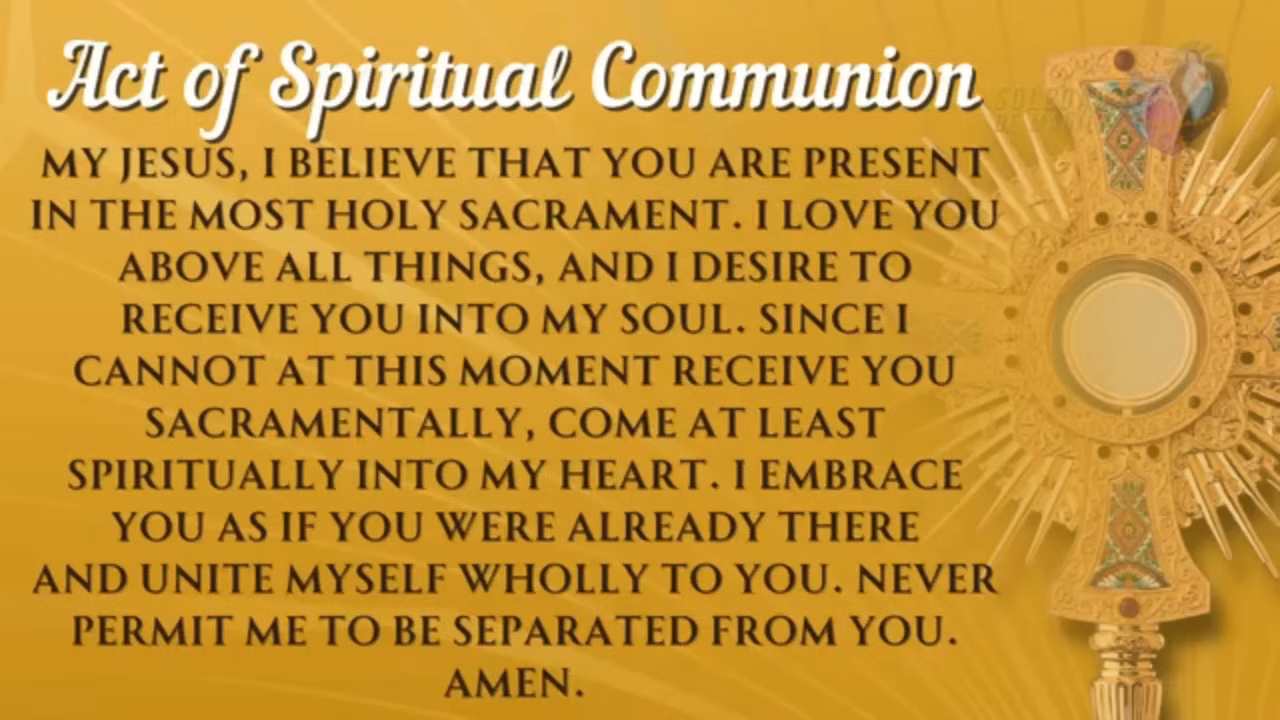 Act of Spiritual Communion
MY JESUS, I BELIEVE THAT YOU ARE PRESENT
IN THE MOST HOLY SACRAMENT. I LOVE YOU
ABOVE ALL THINGS, AND I DESIRE TO
RECEIVE YOU INTO MY SOUL. SINCE I
CANNOT AT THIS MOMENT RECEIVE YOU
SACRAMENTALLY, COME AT LEAST
SPIRITUALLY INTO MY HEART. I EMBRACE
YOU AS IF YOU WERE ALREADY THERE
AND UNITE MYSELF WHOLLY TO YOU. NEVER
PERMIT ME TO BE SEPARATED FROM YOU.
AMEN.